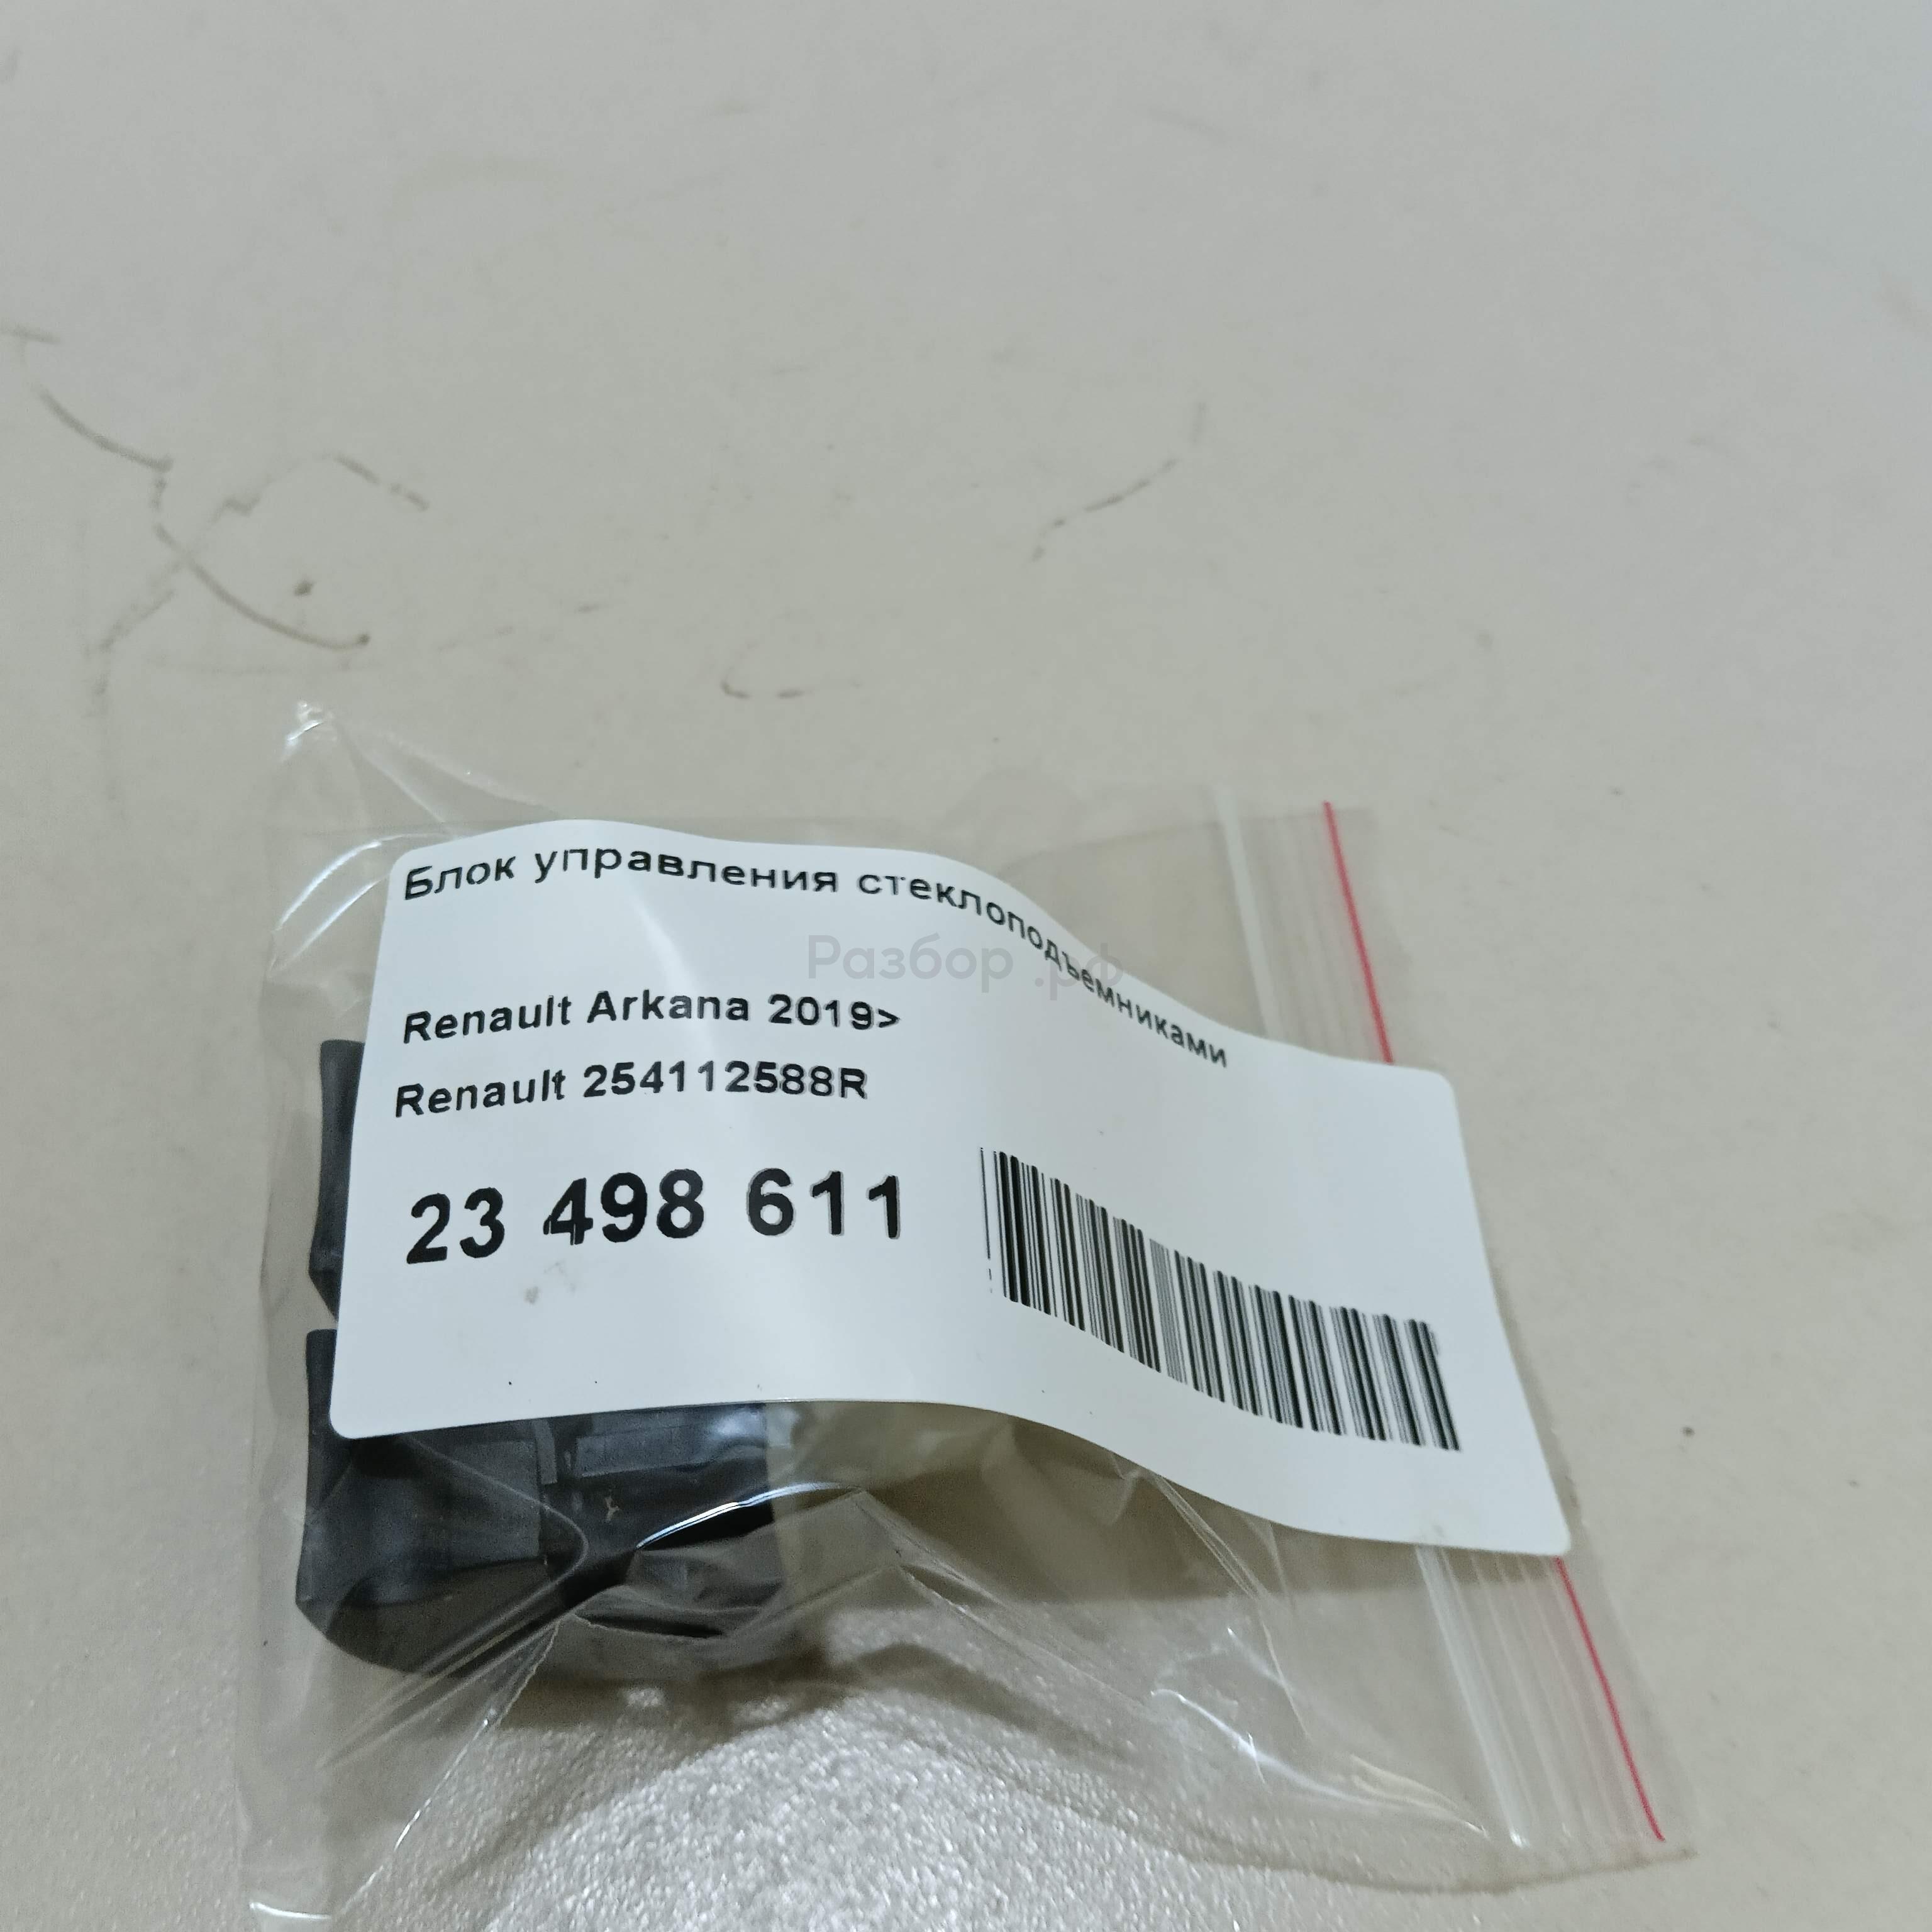 Блок управления стеклоподъемниками
Разбор.рф
Renault Arkana 2019>
Renault 254112588R
23 498 611